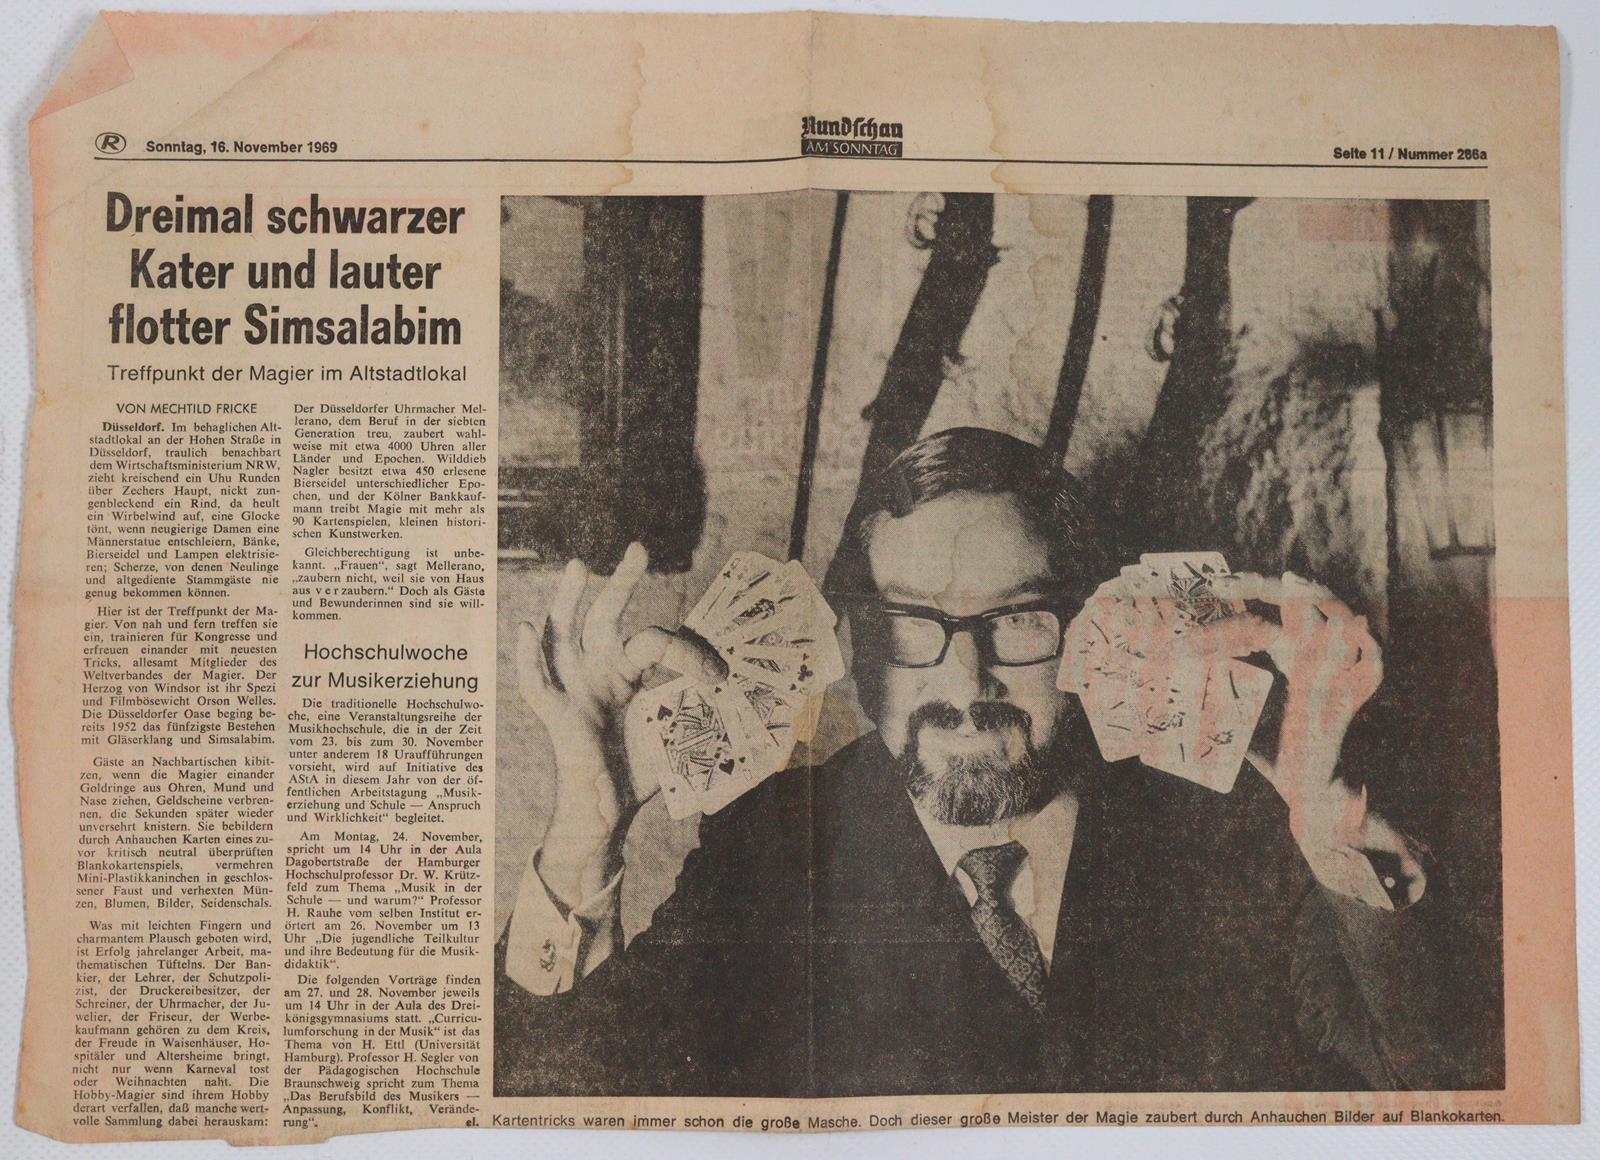 R Sonntag, 16. November 1969
Rundschau
AM SONNTAG
Seite 11 / Nummer 266a
Dreimal schwarzer
Kater und lauter
flotter Simsalabim
Treffpunkt der Magier im Altstadtlokal
VON MECHTILD FRICKE
Düsseldorf. Im behaglichen Alt-
stadtlokal an der Hohen Straße in
Düsseldorf, traulich benachbart
dem Wirtschaftsministerium NRW,
zieht kreischend ein Uhu Runden
über Zechers Haupt, nickt zun-
genbleckend ein Rind, da heult
ein Wirbelwind auf, eine Glocke
tönt, wenn neugierige Damen eine
Männerstatue entschleiern, Bänke,
Bierseidel und Lampen elektrisie-
ren; Scherze, von denen Neulinge
und altgediente Stammgäste nie
genug bekommen können.
Hier ist der Treffpunkt der Ma-
gier. Von nah und fern treffen sie
ein, trainieren für Kongresse und
erfreuen einander mit neuesten
Tricks, allesamt Mitglieder des
Weltverbandes der Magier. Der
Herzog von Windsor ist ihr Spezi
und Filmbösewicht Orson Welles.
Die Düsseldorfer Oase beging be-
reits 1952 das fünfzigste Bestehen
mit Gläserklang und Simsalabim.
Gäste an Nachbartischen kibit-
zen, wenn die Magier einander
Goldringe aus Ohren, Mund und
Nase ziehen, Geldscheine verbren-
nen, die Sekunden später wieder
unversehrt knistern. Sie bebildern
durch Anhauchen Karten eines zu-
vor kritisch neutral überprüften
Blankokartenspiels, vermehren
Mini-Plastikkaninchen in geschlos-
sener Faust und verhexten Mün-
zen, Blumen, Bilder, Seidenschals.
Was mit leichten Fingern und
charmantem Plausch geboten wird,
ist Erfolg jahrelanger Arbeit, ma-
thematischen Tüftelns. Der Ban-
kier, der Lehrer, der Schutzpoli-
zist, der Druckereibesitzer, der
Schreiner, der Uhrmacher, der Ju-
welier, der Friseur, der Werbe-
kaufmann gehören zu dem Kreis,
der Freude in Waisenhäuser, Ho-
spitäler und Altersheime bringt,
nicht nur wenn Karneval tost
oder Weihnachten naht. Die
Hobby-Magier sind ihrem Hobby
derart verfallen, daß manche wert-
volle Sammlung dabei herauskam:
Der Düsseldorfer Uhrmacher Mel-
lerano, dem Beruf in der siebten
Generation treu, zaubert wahl-
weise mit etwa 4000 Uhren aller
Länder und Epochen. Wilddieb
Nagler besitzt etwa 450 erlesene
Bierseidel unterschiedlicher Epo-
chen, und der Kölner Bankkauf-
mann treibt Magie mit mehr als
90 Kartenspielen, kleinen histori-
schen Kunstwerken.
Gleichberechtigung ist unbe-
kannt. „Frauen“, sagt Mellerano,
„zaubern nicht, weil sie von Haus
aus v e r zaubern.“ Doch als Gäste
und Bewunderinnen sind sie will-
kommen.
Hochschulwoche
zur Musikerziehung
Die traditionelle Hochschulwo-
che, eine Veranstaltungsreihe der
Musikhochschule, die in der Zeit
vom 23. bis zum 30. November
unter anderem 18 Uraufführungen
vorsieht, wird auf Initiative des
AStA in diesem Jahr von der öf-
fentlichen Arbeitstagung „Musik-
erziehung und Schule — Anspruch
und Wirklichkeit“ begleitet.
Am Montag, 24. November,
spricht um 14 Uhr in der Aula
Dagobertstraße der Hamburger
Hochschulprofessor Dr. W. Krütz-
feld zum Thema „Musik in der
Schule — und warum?“ Professor
H. Rauhe vom selben Institut er-
örtert am 26. November um 13
Uhr „Die jugendliche Teilkultur
und ihre Bedeutung für die Musik-
didaktik“.
Die folgenden Vorträge finden
am 27. und 28. November jeweils
um 14 Uhr in der Aula des Drei-
königsgymnasiums statt. „Curricu-
lumforschung in der Musik“ ist das
Thema von H. Ettl (Universität
Hamburg). Professor H. Segler von
der Pädagogischen Hochschule
Braunschweig spricht zum Thema
„Das Berufsbild des Musikers —
Anpassung, Konflikt, Verände-
rung“. el.
Kartentricks waren immer schon die große Masche. Doch dieser große Meister der Magie zaubert durch Anhauchen Bilder auf Blankokarten.